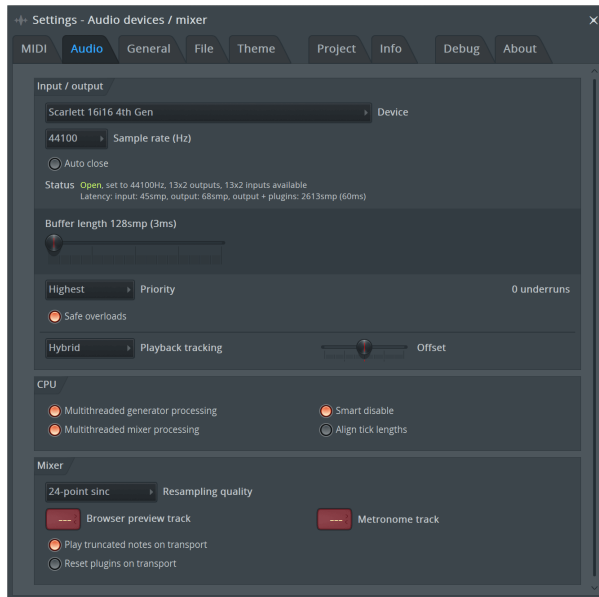 Settings - Audio devices / mixer
MIDI Audio General File Theme Project Info Debug About
Input / output
Scarlett 16i16 4th Gen Device
44100 Sample rate (Hz)
Auto close
Status Open, set to 44100Hz, 13x2 outputs, 13x2 inputs available
Latency: input: 45smp, output: 68smp, output + plugins: 2613smp (60ms)
Buffer length 128smp (3ms)
Highest Priority 0 underruns
Safe overloads
Hybrid Playback tracking Offset
CPU
Multithreaded generator processing Smart disable
Multithreaded mixer processing Align tick lengths
Mixer
24-point sinc Resampling quality
--- Browser preview track --- Metronome track
Play truncated notes on transport
Reset plugins on transport